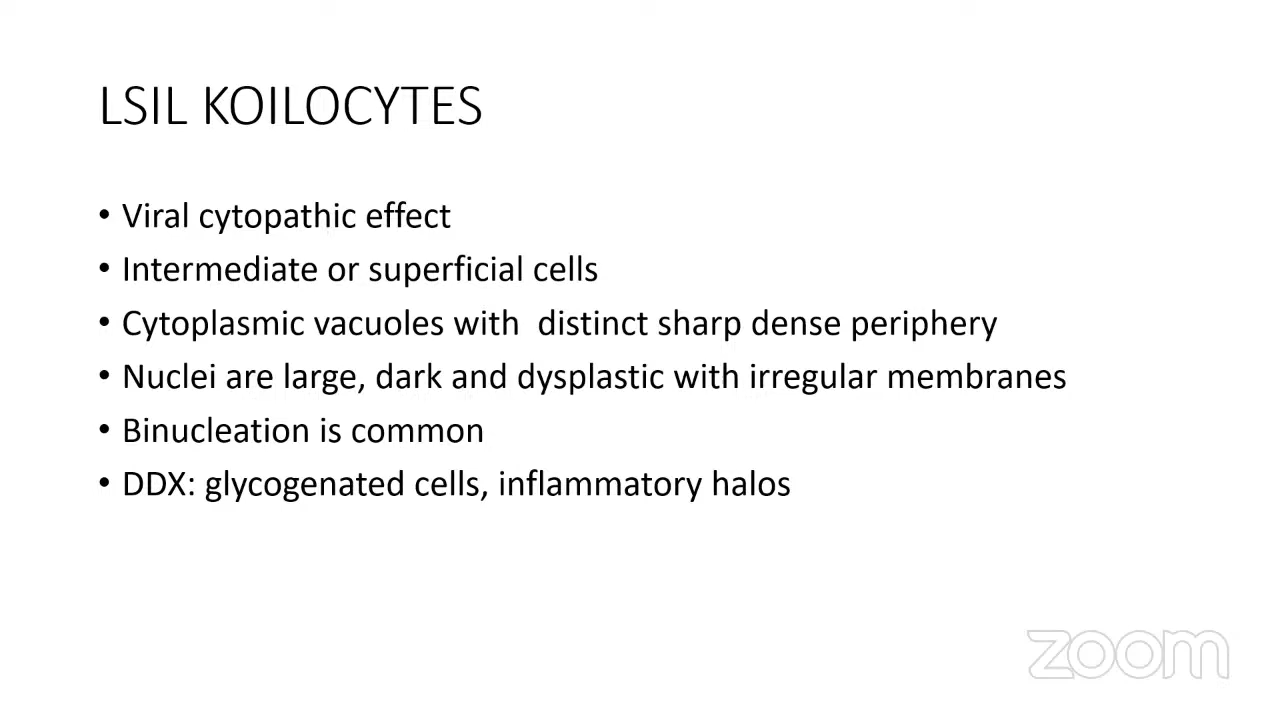 LSIL KOILOCYTES
• Viral cytopathic effect
• Intermediate or superficial cells
• Cytoplasmic vacuoles with  distinct sharp dense periphery
• Nuclei are large, dark and dysplastic with irregular membranes
• Binucleation is common
• DDX: glycogenated cells, inflammatory halos
zoom